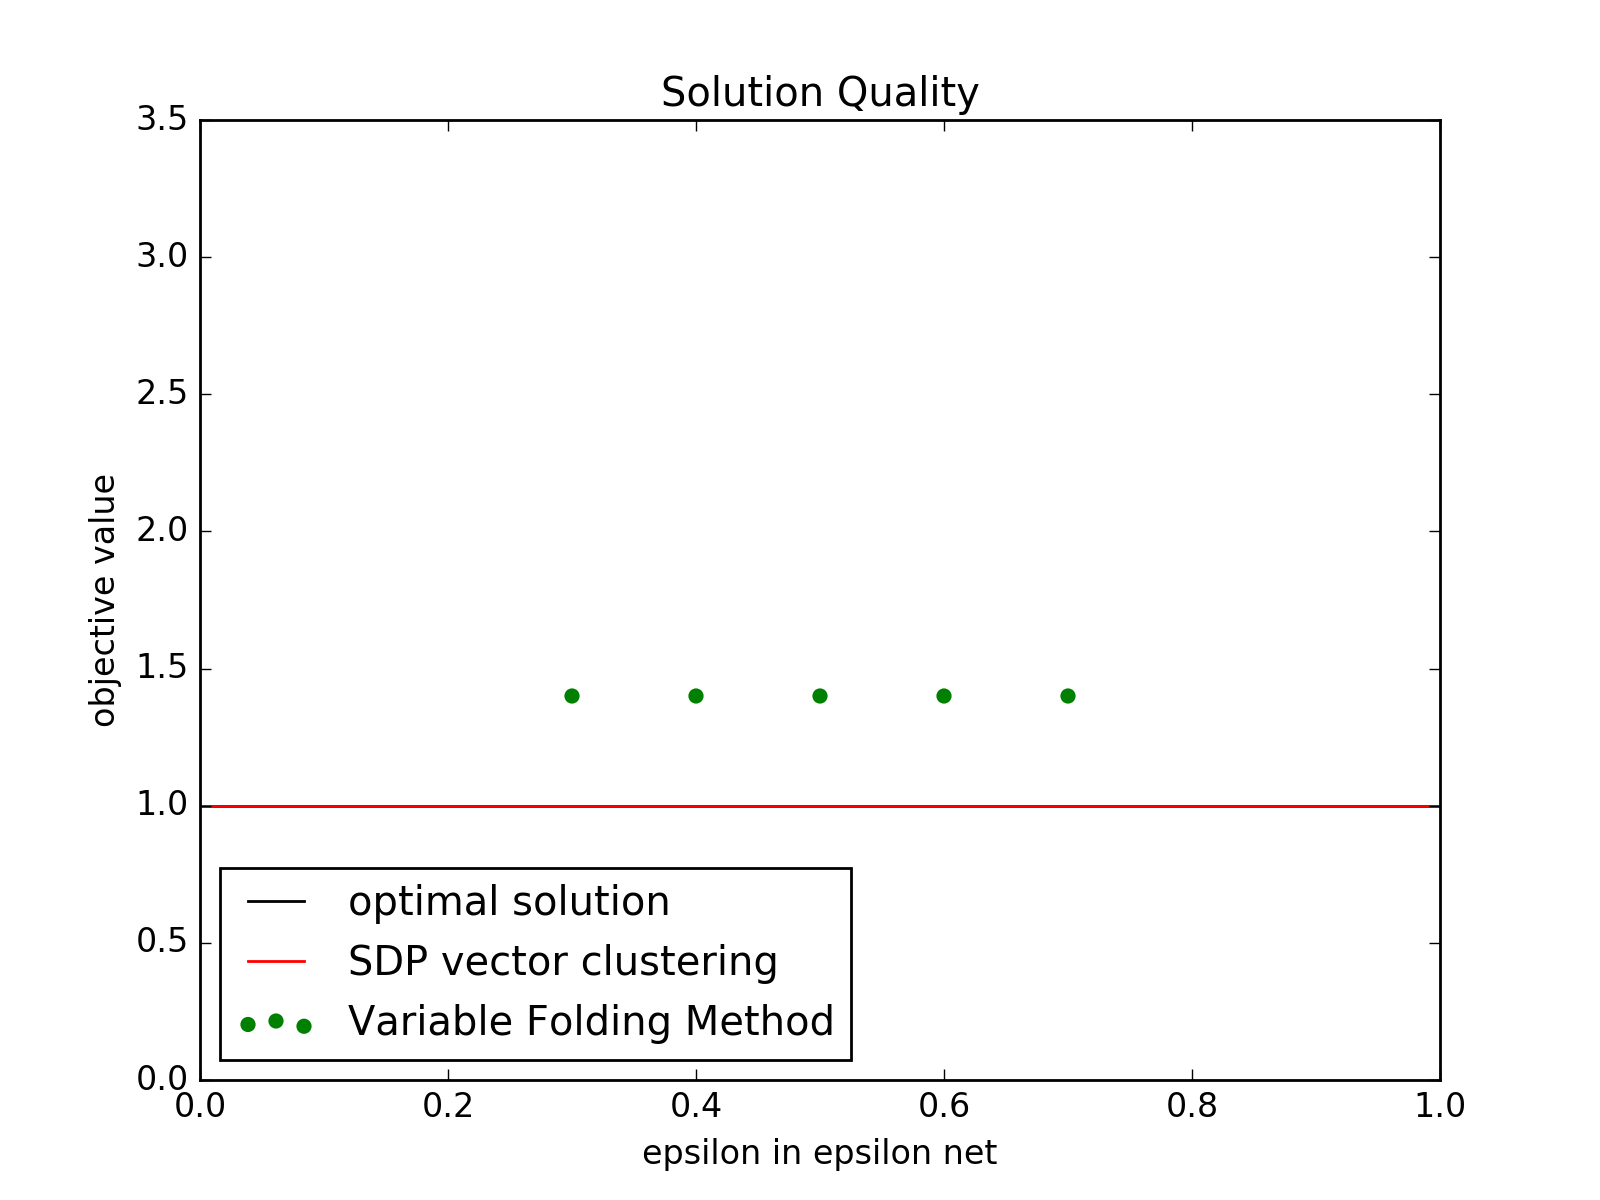 Solution Quality
3.5
3.0
2.5
2.0
1.5
1.0
0.5
0.0
objective value
optimal solution
SDP vector clustering
Variable Folding Method
0.0 0.2 0.4 0.6 0.8 1.0
epsilon in epsilon net